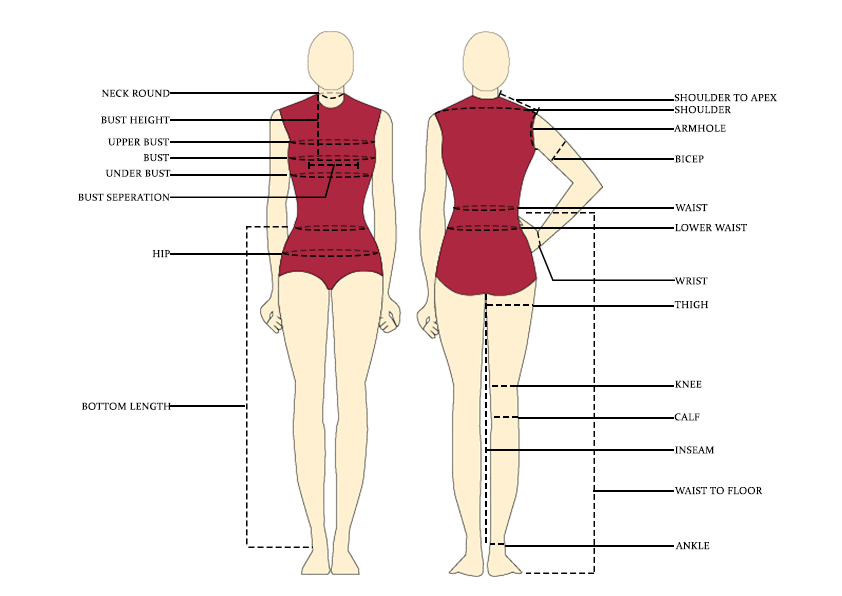 NECK ROUND
BUST HEIGHT
UPPER BUST
BUST
UNDER BUST
BUST SEPERATION
HIP
BOTTOM LENGTH
SHOULDER TO APEX
SHOULDER
ARMHOLE
BICEP
WAIST
LOWER WAIST
WRIST
THIGH
KNEE
CALF
INSEAM
WAIST TO FLOOR
ANKLE